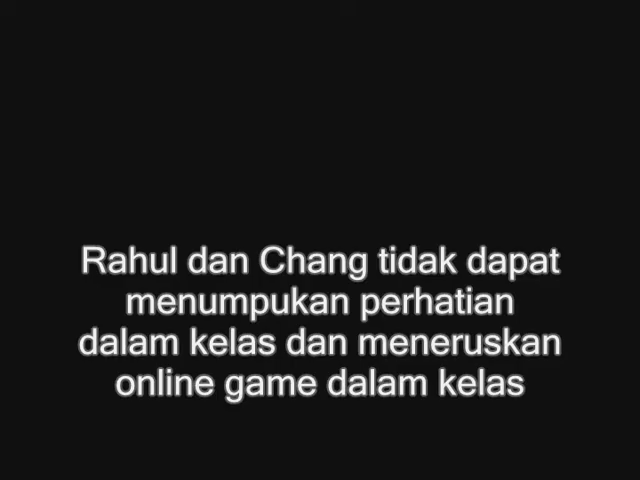 Rahul dan Chang tidak dapat
menumpukan perhatian
dalam kelas dan meneruskan
online game dalam kelas